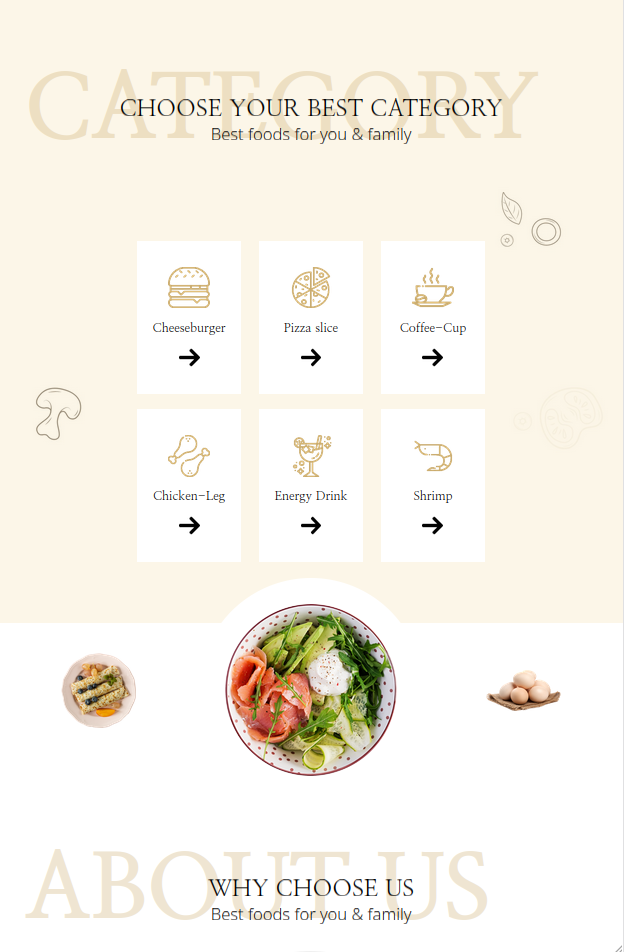 CATEGORY
CHOOSE YOUR BEST CATEGORY
Best foods for you & family
Cheeseburger
Pizza slice
Coffee-Cup
Chicken-Leg
Energy Drink
Shrimp
ABOUT US
WHY CHOOSE US
Best foods for you & family